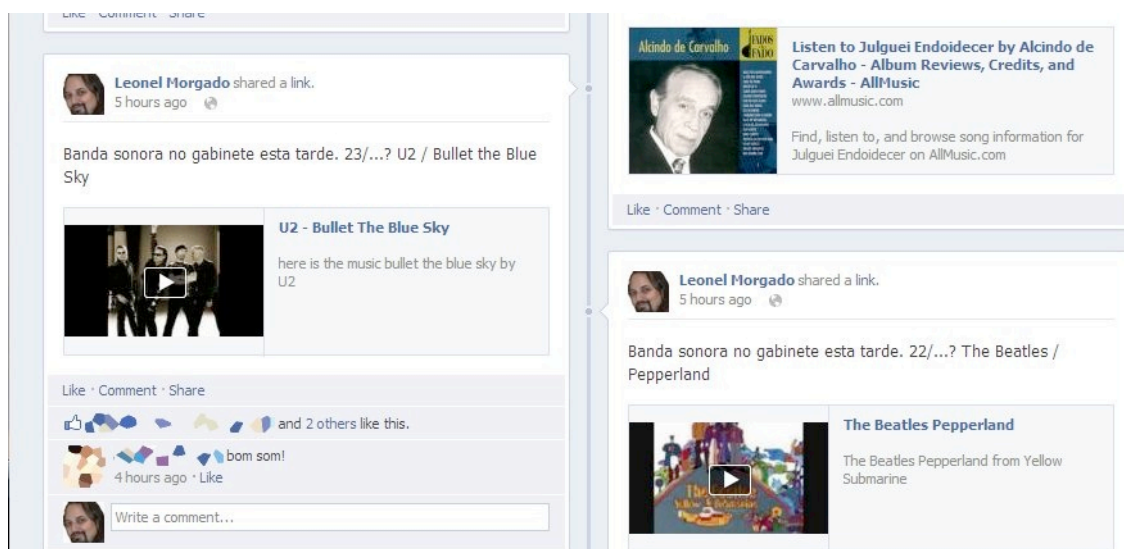 Like · Comment · Share
Leonel Morgado shared a link.
5 hours ago
Banda sonora no gabinete esta tarde. 23/...? U2 / Bullet the Blue
Sky
U2 - Bullet The Blue Sky
here is the music bullet the blue sky by
U2
Like · Comment · Share
and 2 others like this.
bom som!
4 hours ago · Like
Write a comment...
Alcindo de Carvalho
FADOS
FADO
Listen to Julguei Endoidecer by Alcindo de
Carvalho - Album Reviews, Credits, and
Awards - AllMusic
www.allmusic.com
Find, listen to, and browse song information for
Julguei Endoidecer on AllMusic.com
Like · Comment · Share
Leonel Morgado shared a link.
5 hours ago
Banda sonora no gabinete esta tarde. 22/...? The Beatles /
Pepperland
The Beatles
Yellow Submarine
The Beatles Pepperland
The Beatles Pepperland from Yellow
Submarine